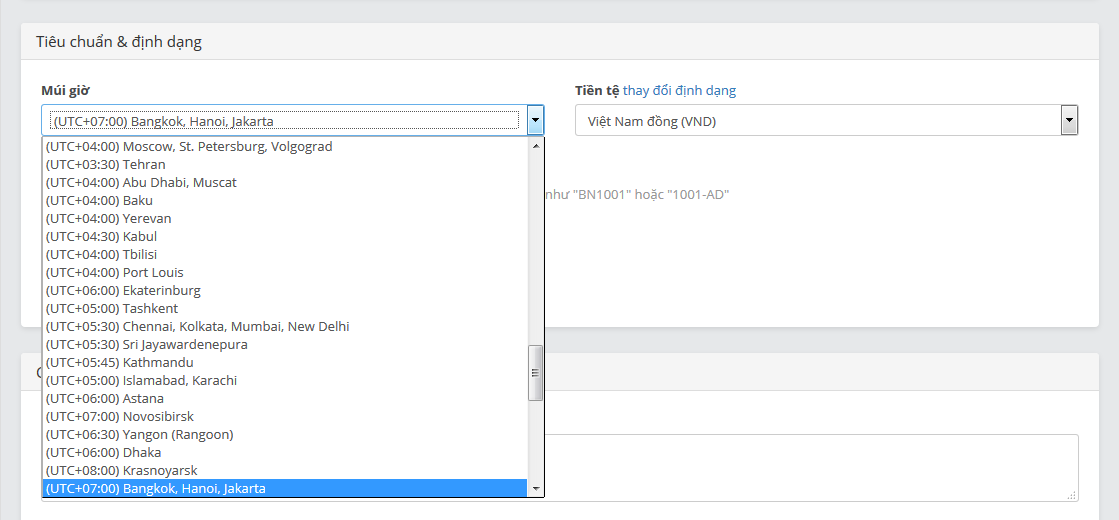 Tiêu chuẩn & định dạng
Múi giờ
Tiền tệ thay đổi định dạng
(UTC+07:00) Bangkok, Hanoi, Jakarta
Việt Nam đồng (VND)
(UTC+04:00) Moscow, St. Petersburg, Volgograd
(UTC+03:30) Tehran
(UTC+04:00) Abu Dhabi, Muscat
như "BN1001" hoặc "1001-AD"
(UTC+04:00) Baku
(UTC+04:00) Yerevan
(UTC+04:30) Kabul
(UTC+04:00) Tbilisi
(UTC+04:00) Port Louis
(UTC+06:00) Ekaterinburg
(UTC+05:00) Tashkent
(UTC+05:30) Chennai, Kolkata, Mumbai, New Delhi
(UTC+05:30) Sri Jayawardenepura
(UTC+05:45) Kathmandu
(UTC+05:00) Islamabad, Karachi
(UTC+06:00) Astana
(UTC+07:00) Novosibirsk
(UTC+06:30) Yangon (Rangoon)
(UTC+06:00) Dhaka
(UTC+08:00) Krasnoyarsk
(UTC+07:00) Bangkok, Hanoi, Jakarta